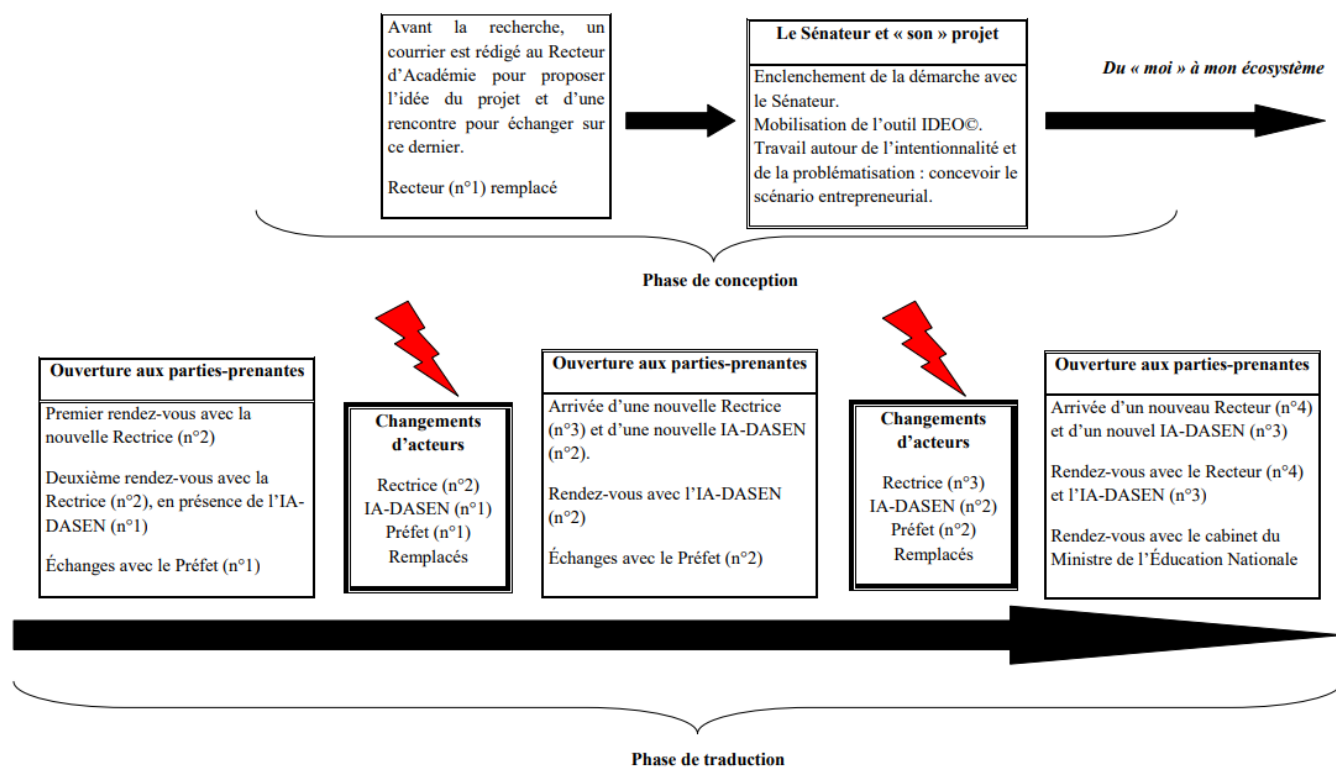 Avant la recherche, un
courrier est rédigé au Recteur
d’Académie pour proposer
l’idée du projet et d’une
rencontre pour échanger sur
ce dernier.
Recteur (n°1) remplacé
Le Sénateur et « son » projet
Enclenchement de la démarche avec
le Sénateur.
Mobilisation de l’outil IDEO©.
Travail autour de l’intentionnalité et
de la problématisation : concevoir le
scénario entrepreneurial.
Du « moi » à mon écosystème
Phase de conception
Ouverture aux parties-prenantes
Premier rendez-vous avec la
nouvelle Rectrice (n°2)
Deuxième rendez-vous avec la
Rectrice (n°2), en présence de l’IA-
DASEN (n°1)
Échanges avec le Préfet (n°1)
Changements
d’acteurs
Rectrice (n°2)
IA-DASEN (n°1)
Préfet (n°1)
Remplacés
Ouverture aux parties-prenantes
Arrivée d’une nouvelle Rectrice
(n°3) et d’une nouvelle IA-DASEN
(n°2).
Rendez-vous avec l’IA-DASEN
(n°2)
Échanges avec le Préfet (n°2)
Changements
d’acteurs
Rectrice (n°3)
IA-DASEN (n°2)
Préfet (n°2)
Remplacés
Ouverture aux parties-prenantes
Arrivée d’un nouveau Recteur (n°4)
et d’un nouvel IA-DASEN (n°3)
Rendez-vous avec le Recteur (n°4)
et l’IA-DASEN (n°3)
Rendez-vous avec le cabinet du
Ministre de l’Éducation Nationale
Phase de traduction